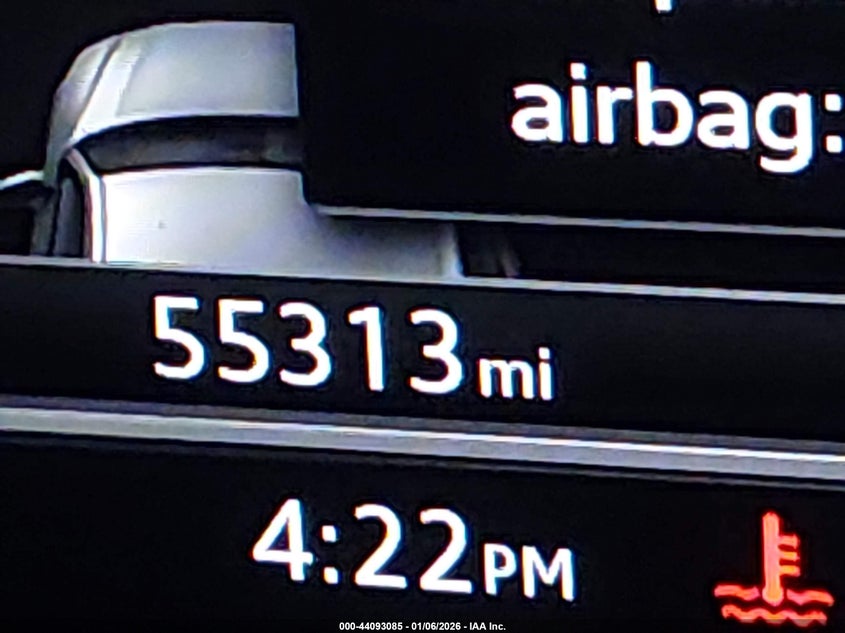 airbag:
55313 mi
4:22 PM
000-44093085 - 01/06/2026 - IAA Inc.